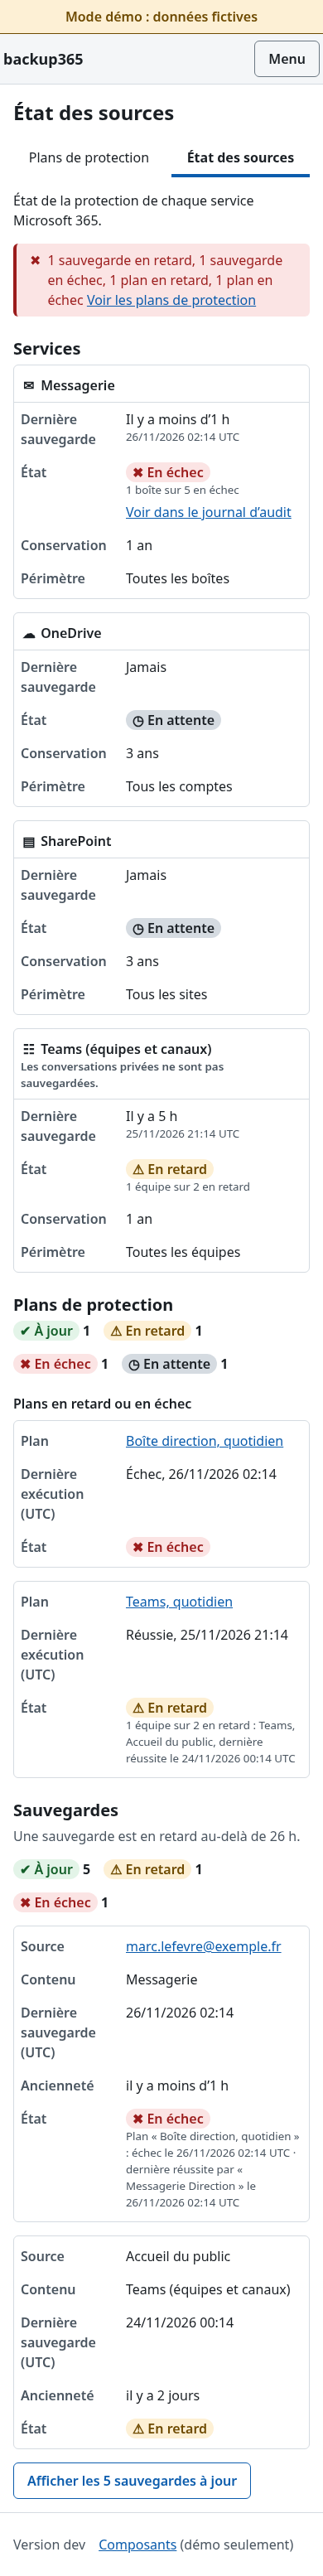 Mode démo : données fictives
backup365
Menu
État des sources
Plans de protection
État des sources
État de la protection de chaque service
Microsoft 365.
✖ 1 sauvegarde en retard, 1 sauvegarde
en échec, 1 plan en retard, 1 plan en
échec Voir les plans de protection
Services
✉ Messagerie
Dernière
sauvegarde
Il y a moins d’1 h
26/11/2026 02:14 UTC
État
✖ En échec
1 boîte sur 5 en échec
Voir dans le journal d’audit
Conservation
1 an
Périmètre
Toutes les boîtes
☁ OneDrive
Dernière
sauvegarde
Jamais
État
◷ En attente
Conservation
3 ans
Périmètre
Tous les comptes
▤ SharePoint
Dernière
sauvegarde
Jamais
État
◷ En attente
Conservation
3 ans
Périmètre
Tous les sites
☷ Teams (équipes et canaux)
Les conversations privées ne sont pas
sauvegardées.
Dernière
sauvegarde
Il y a 5 h
25/11/2026 21:14 UTC
État
⚠ En retard
1 équipe sur 2 en retard
Conservation
1 an
Périmètre
Toutes les équipes
Plans de protection
✔ À jour 1 ⚠ En retard 1
✖ En échec 1 ◷ En attente 1
Plans en retard ou en échec
Plan
Boîte direction, quotidien
Dernière
exécution
(UTC)
Échec, 26/11/2026 02:14
État
✖ En échec
Plan
Teams, quotidien
Dernière
exécution
(UTC)
Réussie, 25/11/2026 21:14
État
⚠ En retard
1 équipe sur 2 en retard : Teams,
Accueil du public, dernière
réussite le 24/11/2026 00:14 UTC
Sauvegardes
Une sauvegarde est en retard au-delà de 26 h.
✔ À jour 5 ⚠ En retard 1
✖ En échec 1
Source
marc.lefevre@exemple.fr
Contenu
Messagerie
Dernière
sauvegarde
(UTC)
26/11/2026 02:14
Ancienneté
il y a moins d’1 h
État
✖ En échec
Plan « Boîte direction, quotidien »
: échec le 26/11/2026 02:14 UTC ·
dernière réussite par «
Messagerie Direction » le
26/11/2026 02:14 UTC
Source
Accueil du public
Contenu
Teams (équipes et canaux)
Dernière
sauvegarde
(UTC)
24/11/2026 00:14
Ancienneté
il y a 2 jours
État
⚠ En retard
Afficher les 5 sauvegardes à jour
Version dev Composants (démo seulement)